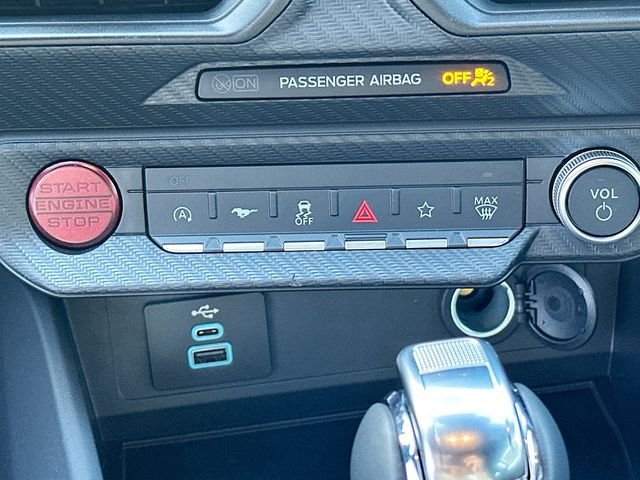 ON PASSENGER AIRBAG OFF
START
ENGINE
STOP
OFF
A
OFF
MAX
VOL